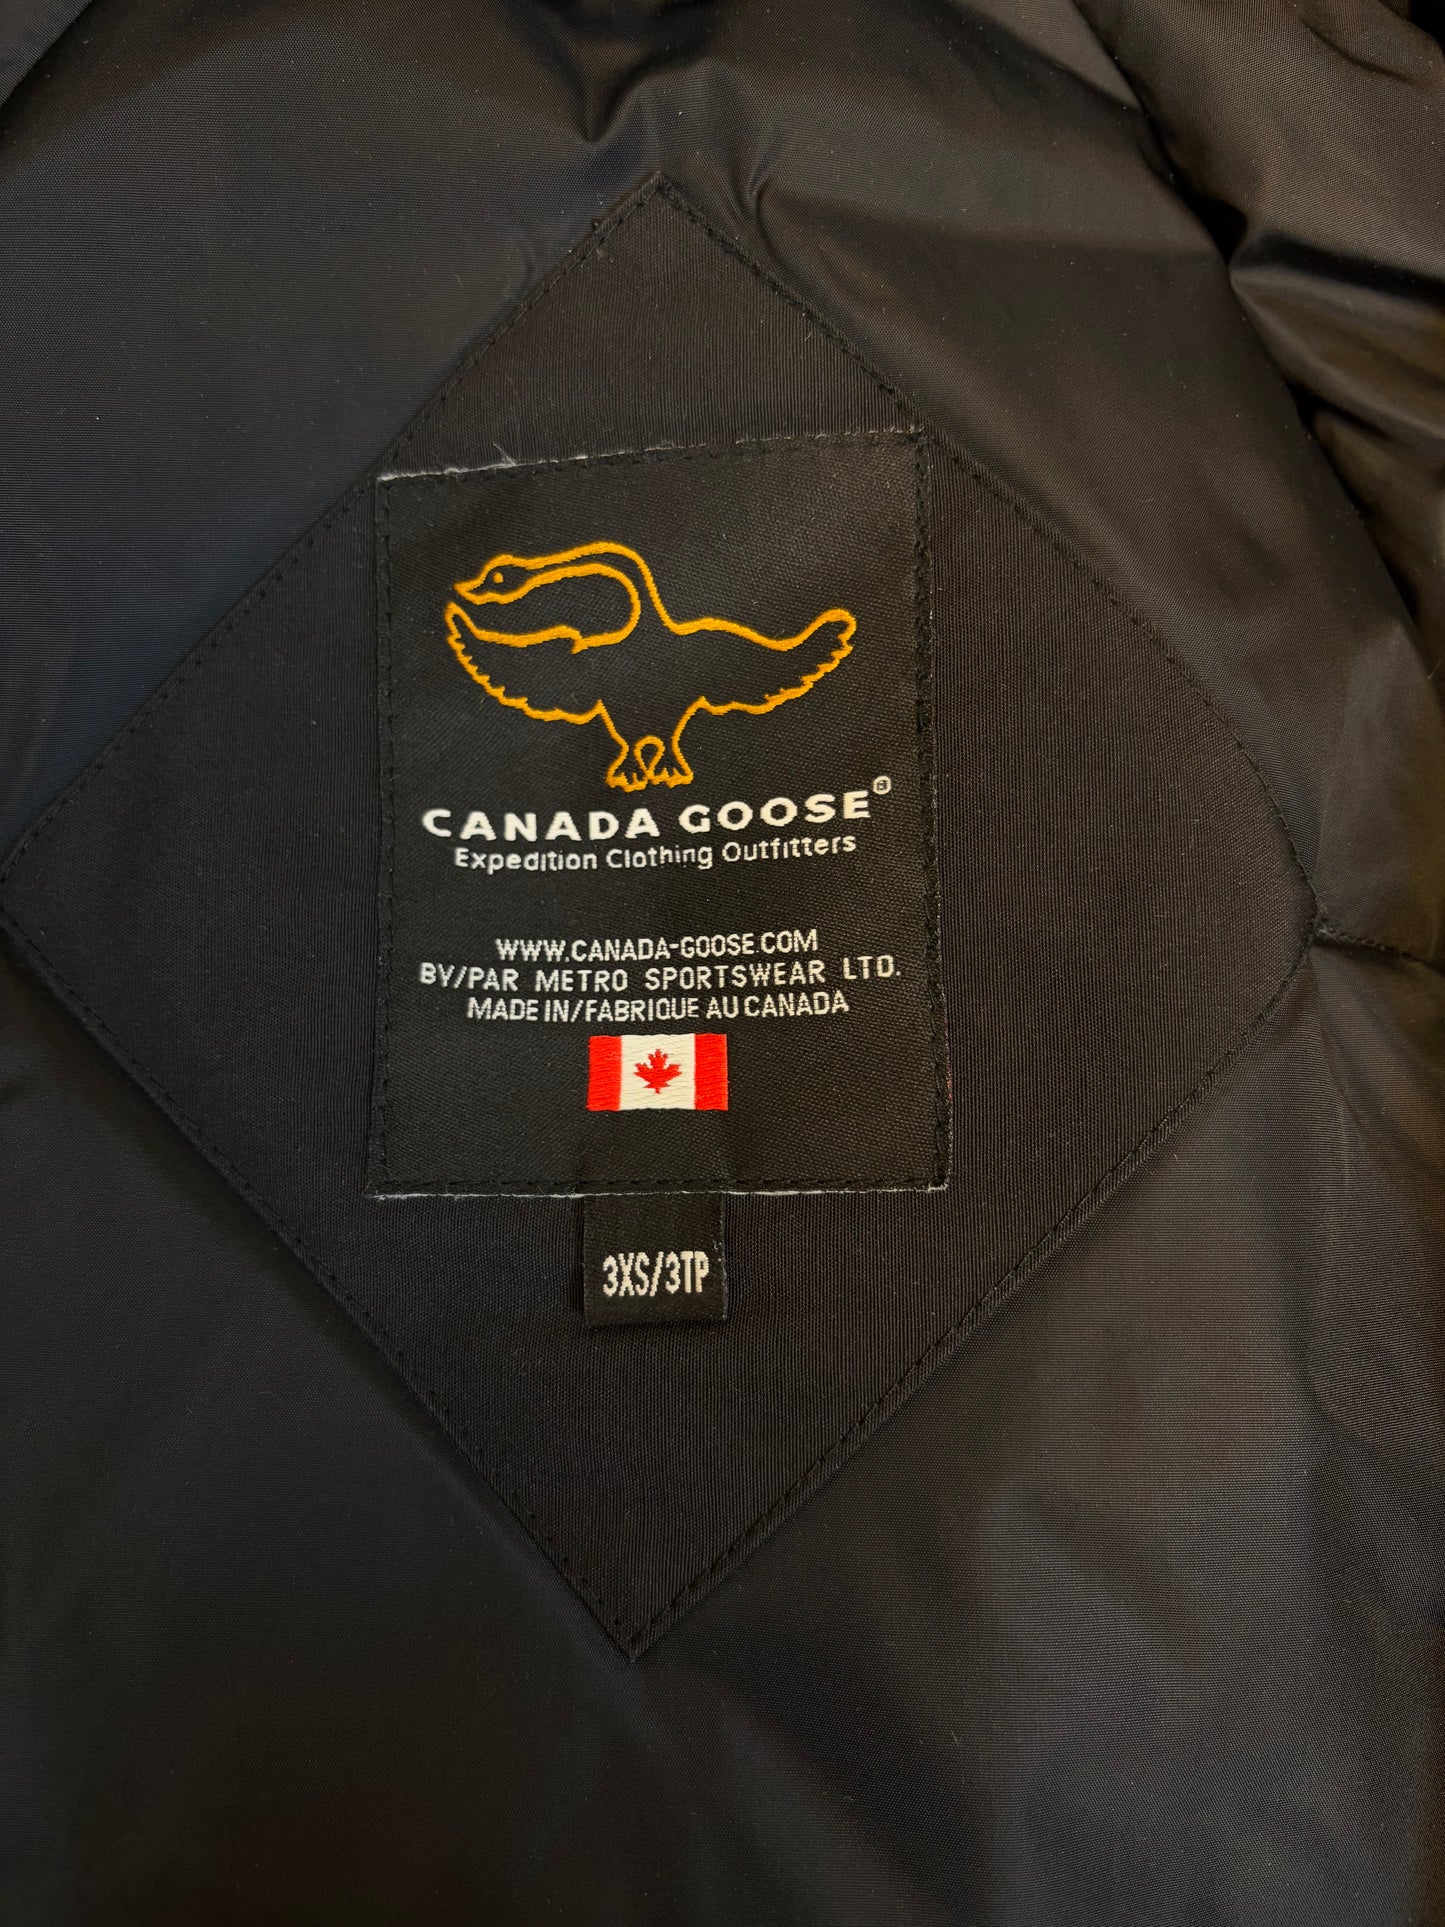 CANADA GOOSE®
Expedition Clothing Outfitters
WWW.CANADA-GOOSE.COM
BY/PAR METRO SPORTSWEAR LTD.
MADE IN/FABRIQUE AU CANADA
3XS/3TP